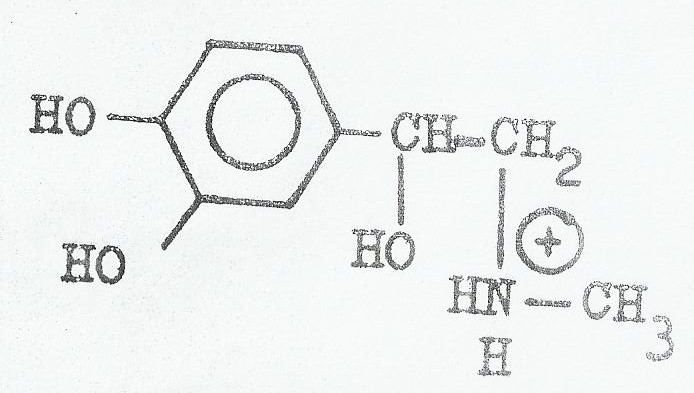 HO CH-CH2
HO HO +
HN - CH3
H